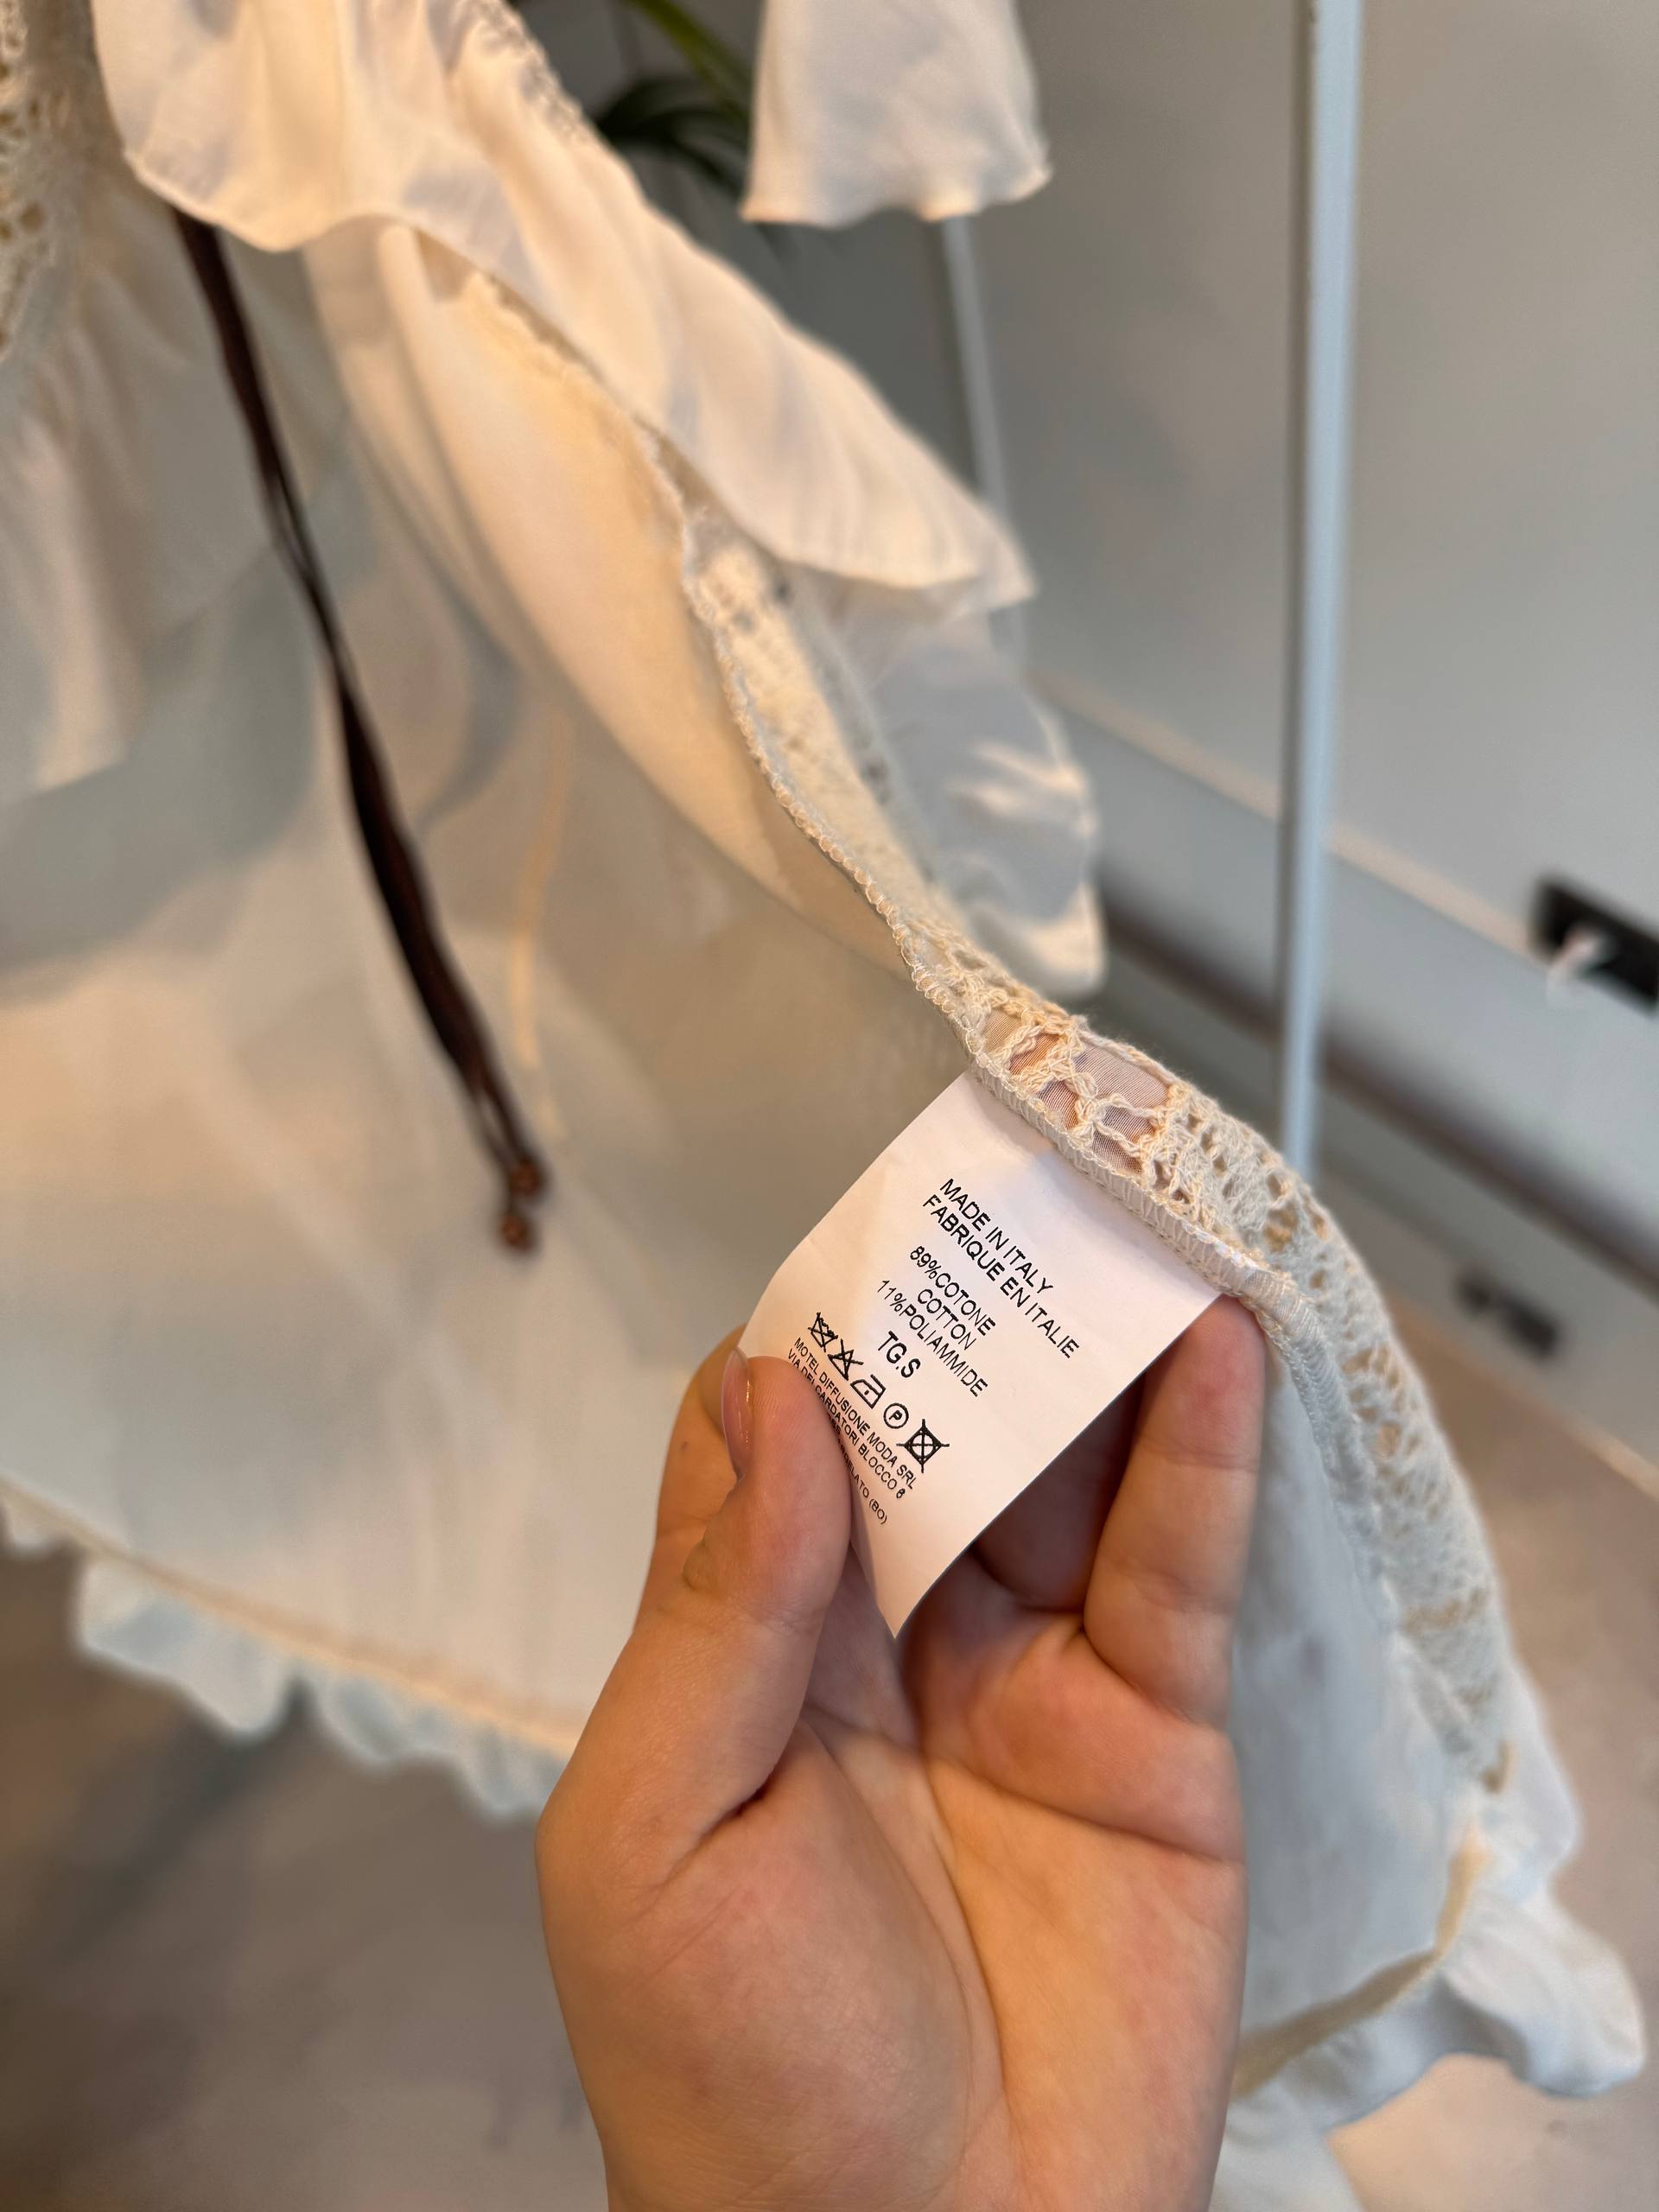 MADE IN ITALY
FABRIQUE EN ITALIE
89%COTONE
COTTON
11%POLIAMMIDE
TG.S
P
MOTEL DIFFUSIONE MODA SRL
VIA DEI CARDATORI BLOCCO 8
(BO)